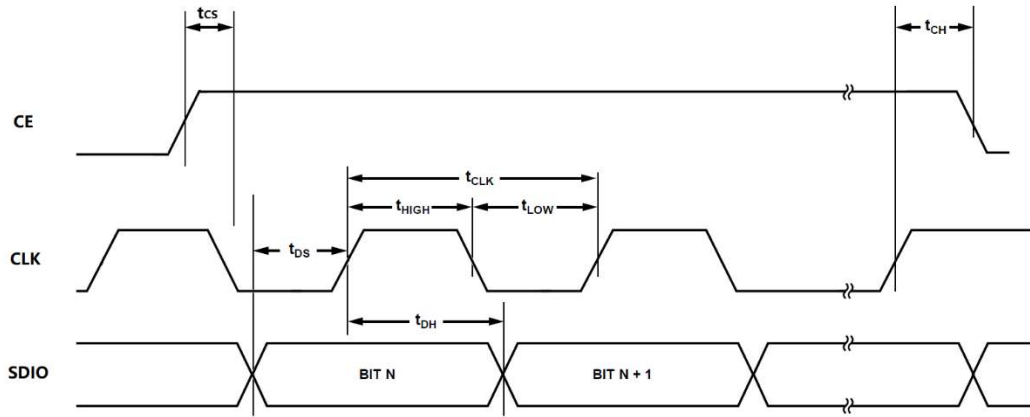 tCS
tCH
CE
tCLK
tHIGH
tLOW
CLK
tDS
tDH
SDIO
BIT N
BIT N + 1